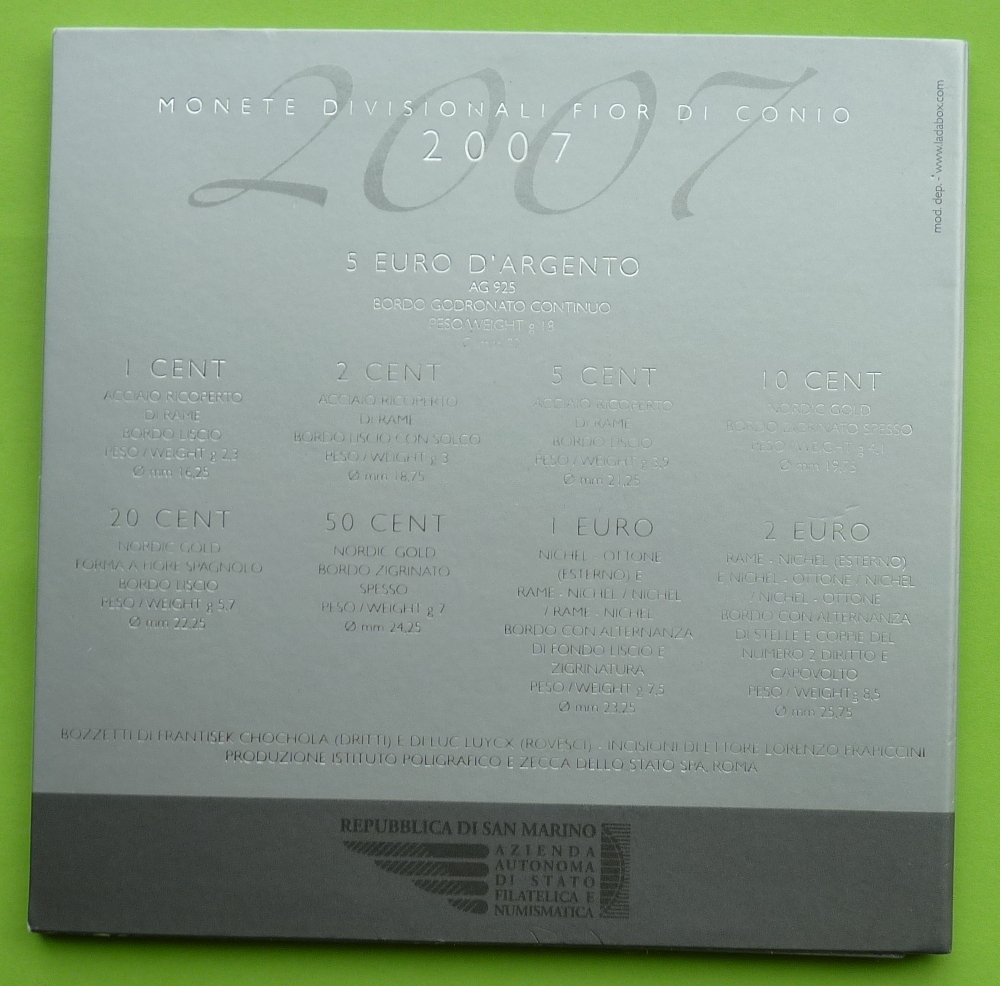 2007
MONETE DIVISIONALI FIOR DI CONIO
2007
mod. dep. - www.ladabox.com
5 EURO D'ARGENTO
AG 925
BORDO GODRONATO CONTINUO
PESO/WEIGHT g 18
Ø mm
1 CENT
ACCIAIO RICOPERTO
DI RAME
BORDO LISCIO
PESO / WEIGHT g 2,3
Ø mm 16,25
2 CENT
ACCIAIO RICOPERTO
DI RAME
BORDO LISCIO CON SOLCO
PESO / WEIGHT g 3
Ø mm 18,75
5 CENT
ACCIAIO RICOPERTO
DI RAME
BORDO LISCIO
PESO / WEIGHT g 3,9
Ø mm 21,25
10 CENT
NORDIC GOLD
BORDO ZIGRINATO SPESSO
PESO / WEIGHT g 4,1
Ø mm 19,75
20 CENT
NORDIC GOLD
FORMA A FIORE SPAGNOLO
BORDO LISCIO
PESO / WEIGHT g 5,7
Ø mm 22,25
50 CENT
NORDIC GOLD
BORDO ZIGRINATO
SPESSO
PESO / WEIGHT g 7
Ø mm 24,25
1 EURO
NICHEL - OTTONE
(ESTERNO) E
RAME - NICHEL / NICHEL
/ RAME - NICHEL
BORDO CON ALTERNANZA
DI FONDO LISCIO E
ZIGRINATURA
PESO / WEIGHT g 7,5
Ø mm 23,25
2 EURO
RAME - NICHEL (ESTERNO)
E NICHEL - OTTONE / NICHEL
/ NICHEL - OTTONE
BORDO CON ALTERNANZA
DI STELLE E COPPIE DEL
NUMERO 2 DIRITTO E
CAPOVOLTO
PESO / WEIGHT g 8,5
Ø mm 25,75
BOZZETTI DI FRANTISEK CHOCHOLA (DRITTI) E DI LUC LUYCX (ROVESCI) - INCISIONI DI ETTORE LORENZO FRAPICCINI
PRODUZIONE ISTITUTO POLIGRAFICO E ZECCA DELLO STATO SPA, ROMA
REPUBBLICA DI SAN MARINO
AZIENDA
AUTONOMA
DI STATO
FILATELICA E
NUMISMATICA